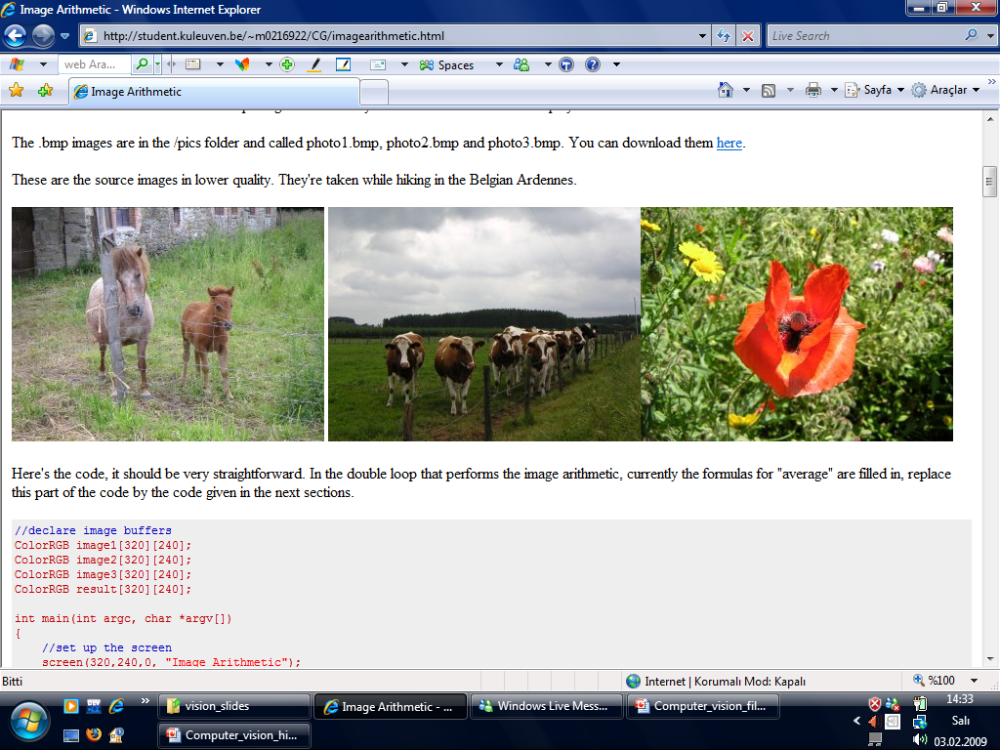 Image Arithmetic - Windows Internet Explorer
http://student.kuleuven.be/~m0216922/CG/imagearithmetic.html
Live Search
web Ara...
Spaces
Image Arithmetic
Sayfa
Araçlar
The .bmp images are in the /pics folder and called photo1.bmp, photo2.bmp and photo3.bmp. You can download them here.
These are the source images in lower quality. They're taken while hiking in the Belgian Ardennes.
Here's the code, it should be very straightforward. In the double loop that performs the image arithmetic, currently the formulas for "average" are filled in, replace
this part of the code by the code given in the next sections.
//declare image buffers
ColorRGB image1[320][240];
ColorRGB image2[320][240];
ColorRGB image3[320][240];
ColorRGB result[320][240];
int main(int argc, char *argv[])
{
//set up the screen
screen(320,240,0, "Image Arithmetic");
Bitti
Internet | Korumalı Mod: Kapalı
%100
vision_slides
Image Arithmetic - ...
Windows Live Mess...
Computer_vision_fil...
Computer_vision_hi...
14:33
Salı
03.02.2009